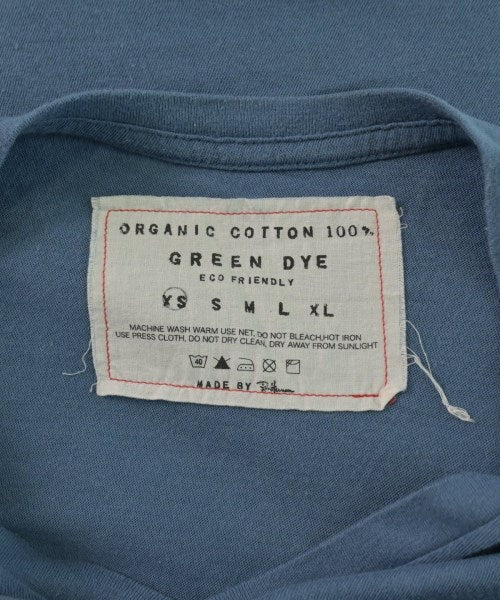 ORGANIC COTTON 100%
GREEN DYE
ECO FRIENDLY
XS S M L XL
MACHINE WASH WARM USE NET, DO NOT BLEACH, HOT IRON
USE PRESS CLOTH, DO NOT DRY CLEAN, DRY AWAY FROM SUNLIGHT
40
MADE BY